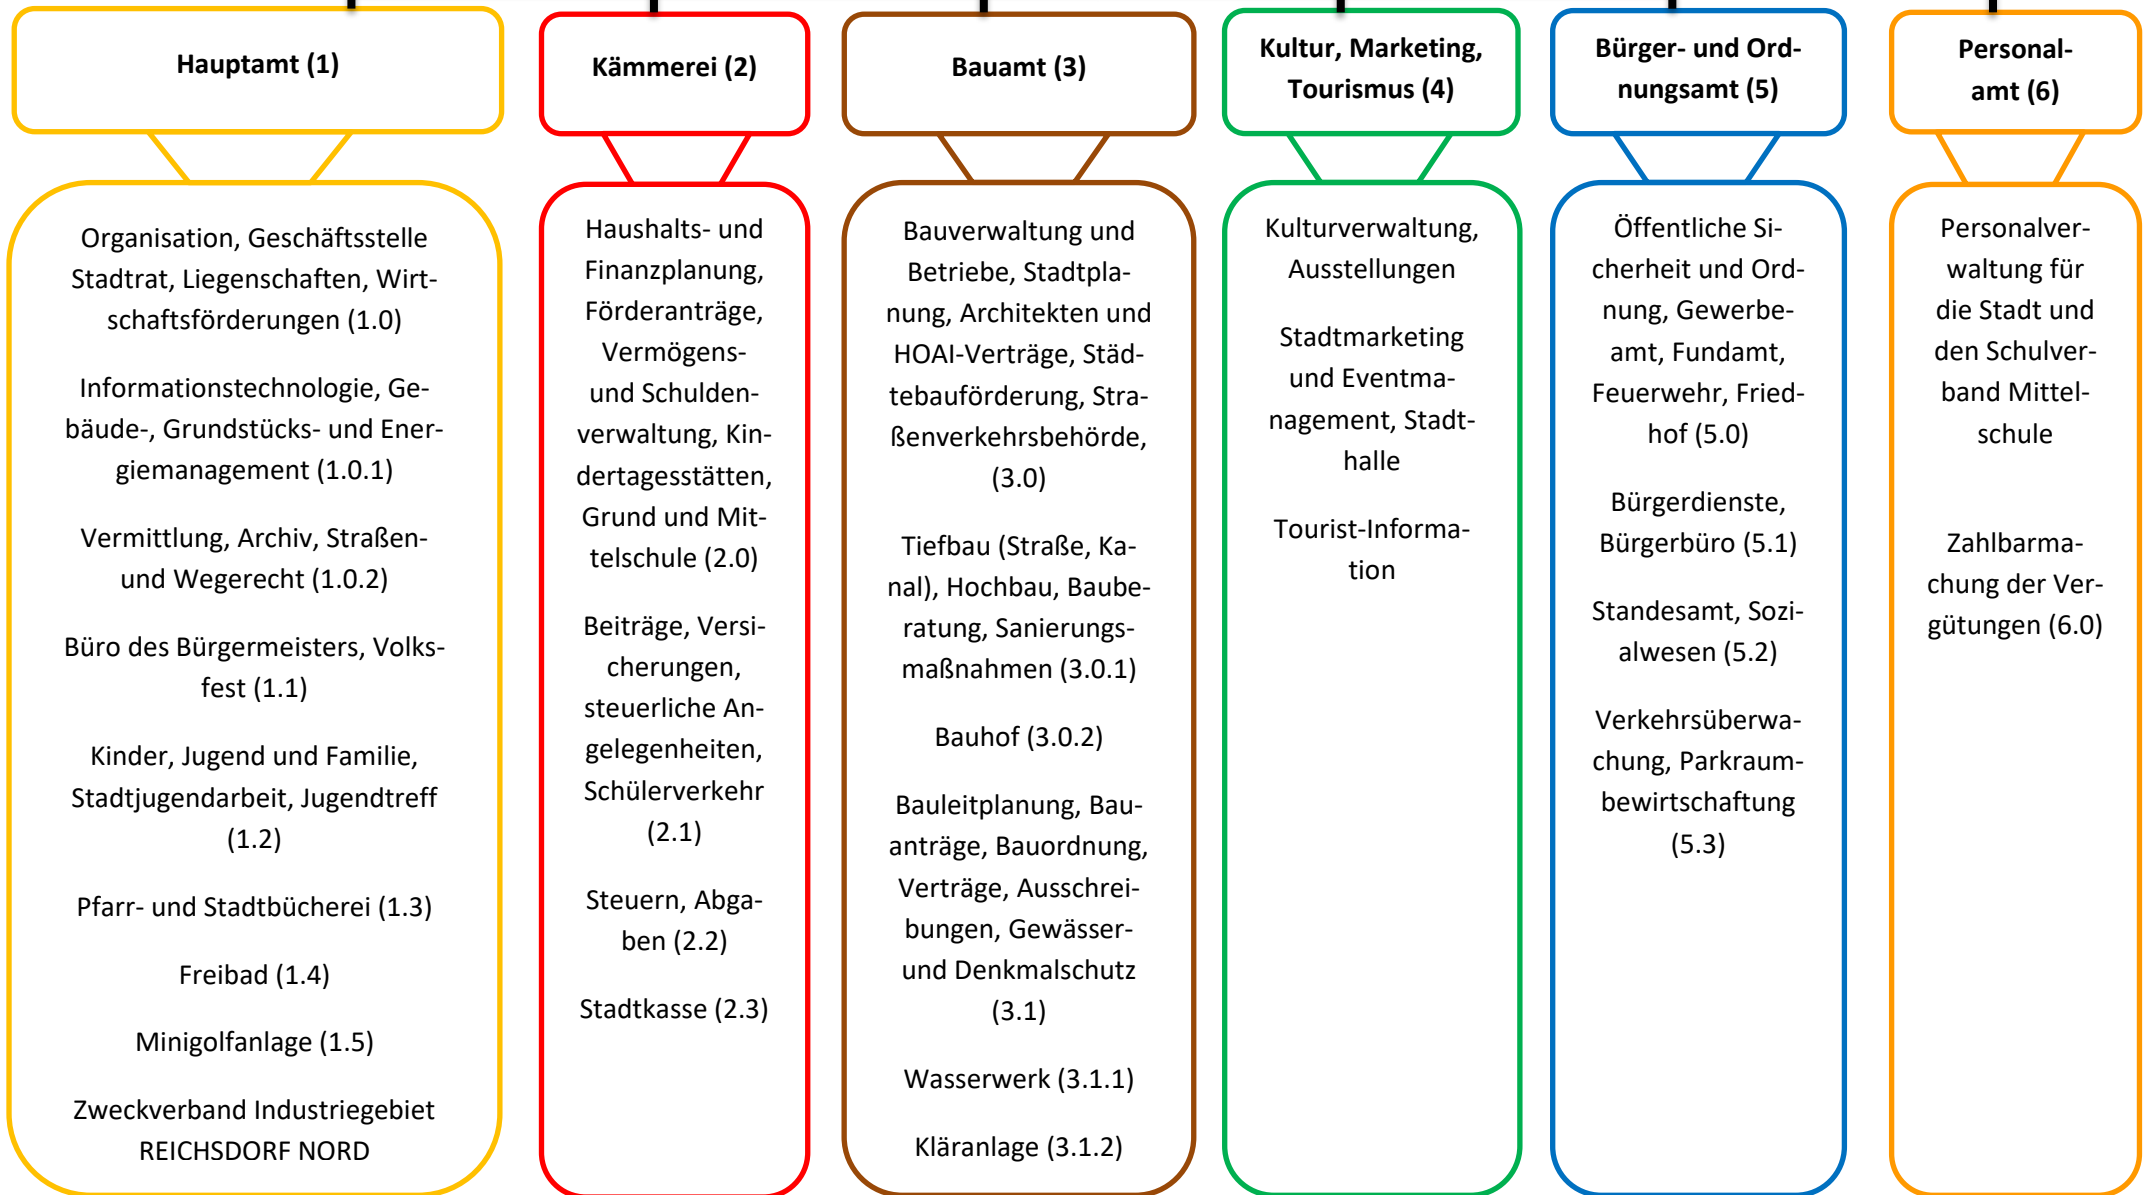 Hauptamt (1)
Organisation, Geschäftsstelle
Stadtrat, Liegenschaften, Wirt-
schaftsförderungen (1.0)
Informationstechnologie, Ge-
bäude-, Grundstücks- und Ener-
giemanagement (1.0.1)
Vermittlung, Archiv, Straßen-
und Wegerecht (1.0.2)
Büro des Bürgermeisters, Volks-
fest (1.1)
Kinder, Jugend und Familie,
Stadtjugendarbeit, Jugendtreff
(1.2)
Pfarr- und Stadtbücherei (1.3)
Freibad (1.4)
Minigolfanlage (1.5)
Zweckverband Industriegebiet
REICHSDORF NORD
Kämmerei (2)
Haushalts- und
Finanzplanung,
Förderanträge,
Vermögens-
und Schulden-
verwaltung, Kin-
dertagesstätten,
Grund und Mit-
telschule (2.0)
Beiträge, Versi-
cherungen,
steuerliche An-
gelegenheiten,
Schülerverkehr
(2.1)
Steuern, Abga-
ben (2.2)
Stadtkasse (2.3)
Bauamt (3)
Bauverwaltung und
Betriebe, Stadtpla-
nung, Architekten und
HOAI-Verträge, Städ-
tebauförderung, Stra-
ßenverkehrsbehörde,
(3.0)
Tiefbau (Straße, Ka-
nal), Hochbau, Baube-
ratung, Sanierungs-
maßnahmen (3.0.1)
Bauhof (3.0.2)
Bauleitplanung, Bau-
anträge, Bauordnung,
Verträge, Ausschrei-
bungen, Gewässer-
und Denkmalschutz
(3.1)
Wasserwerk (3.1.1)
Kläranlage (3.1.2)
Kultur, Marketing,
Tourismus (4)
Kulturverwaltung,
Ausstellungen
Stadtmarketing
und Eventma-
nagement, Stadt-
halle
Tourist-Informa-
tion
Bürger- und Ord-
nungsamt (5)
Öffentliche Si-
cherheit und Ord-
nung, Gewerbe-
amt, Fundamt,
Feuerwehr, Fried-
hof (5.0)
Bürgerdienste,
Bürgerbüro (5.1)
Standesamt, Sozi-
alwesen (5.2)
Verkehrsüberwa-
chung, Parkraum-
bewirtschaftung
(5.3)
Personal-
amt (6)
Personalver-
waltung für
die Stadt und
den Schulver-
band Mittel-
schule
Zahlbarma-
chung der Ver-
gütungen (6.0)